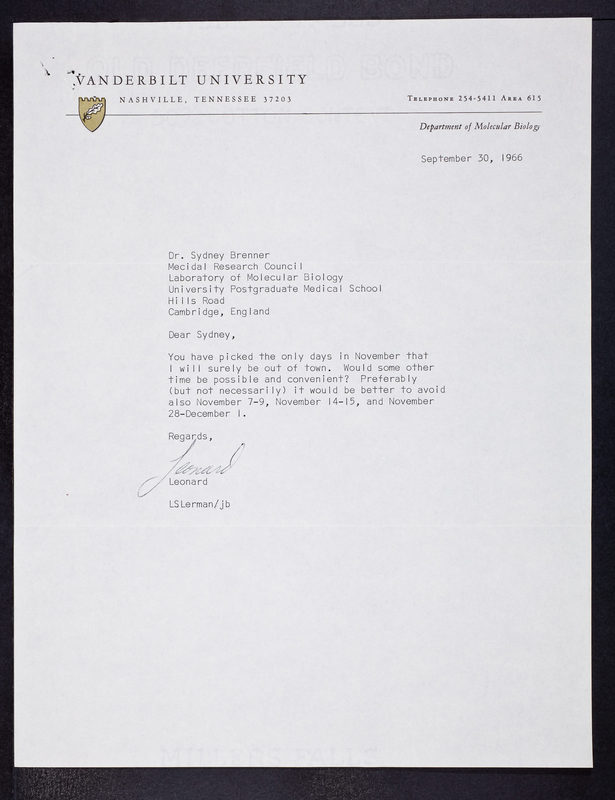 VANDERBILT UNIVERSITY
NASHVILLE, TENNESSEE 37203
TELEPHONE 254-5411 AREA 615
Department of Molecular Biology
September 30, 1966
Dr. Sydney Brenner
Mecidal Research Council
Laboratory of Molecular Biology
University Postgraduate Medical School
Hills Road
Cambridge, England
Dear Sydney,
You have picked the only days in November that
I will surely be out of town. Would some other
time be possible and convenient? Preferably
(but not necessarily) it would be better to avoid
also November 7-9, November 14-15, and November
28-December 1.
Regards,
Leonard
Leonard
LSLerman/jb
MILLERS FALLS